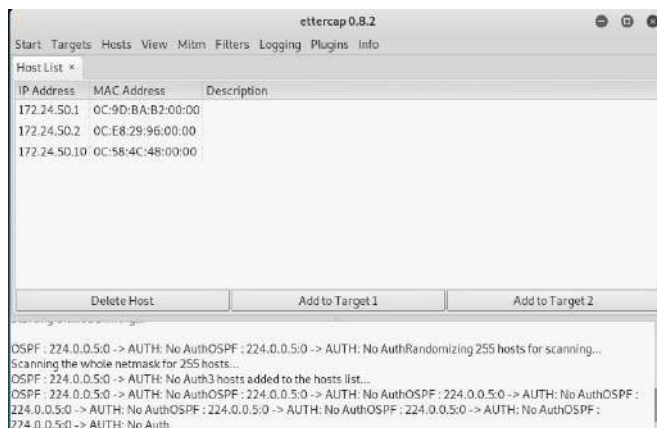 ettercap 0.8.2
Start Targets Hosts View Mitm Filters Logging Plugins Info
Host List ×
IP Address MAC Address Description
172.24.50.1 0C:9D:BA:B2:00:00
172.24.50.2 0C:E8:29:96:00:00
172.24.50.10 0C:58:4C:48:00:00
Delete Host Add to Target 1 Add to Target 2
OSPF : 224.0.0.5:0 -> AUTH: No AuthOSPF : 224.0.0.5:0 -> AUTH: No AuthRandomizing 255 hosts for scanning...
Scanning the whole netmask for 255 hosts...
OSPF : 224.0.0.5:0 -> AUTH: No Auth3 hosts added to the hosts list...
OSPF : 224.0.0.5:0 -> AUTH: No AuthOSPF : 224.0.0.5:0 -> AUTH: No AuthOSPF : 224.0.0.5:0 -> AUTH: No AuthOSPF :
224.0.0.5:0 -> AUTH: No AuthOSPF : 224.0.0.5:0 -> AUTH: No AuthOSPF : 224.0.0.5:0 -> AUTH: No AuthOSPF :
224.0.0.5:0 -> AUTH: No Auth